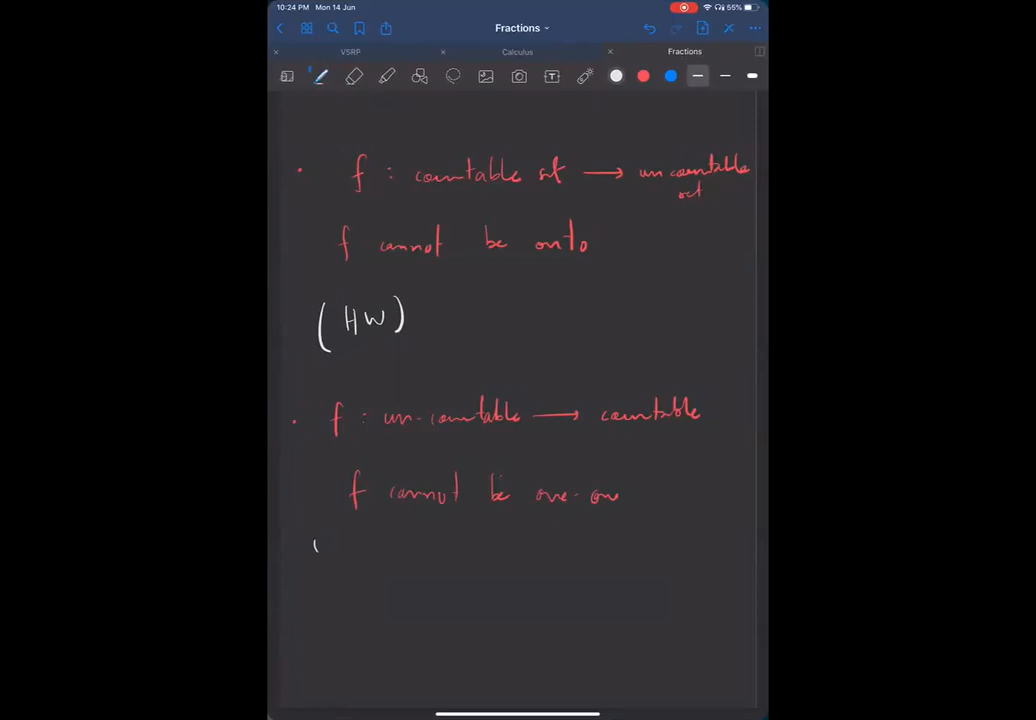 10:24 PM Mon 14 Jun
55%
Fractions
VSRP
Calculus
Fractions
• f : countable set → un countable
set
f cannot be onto
(HW)
• f : un-countable → countable
f cannot be one-one
(